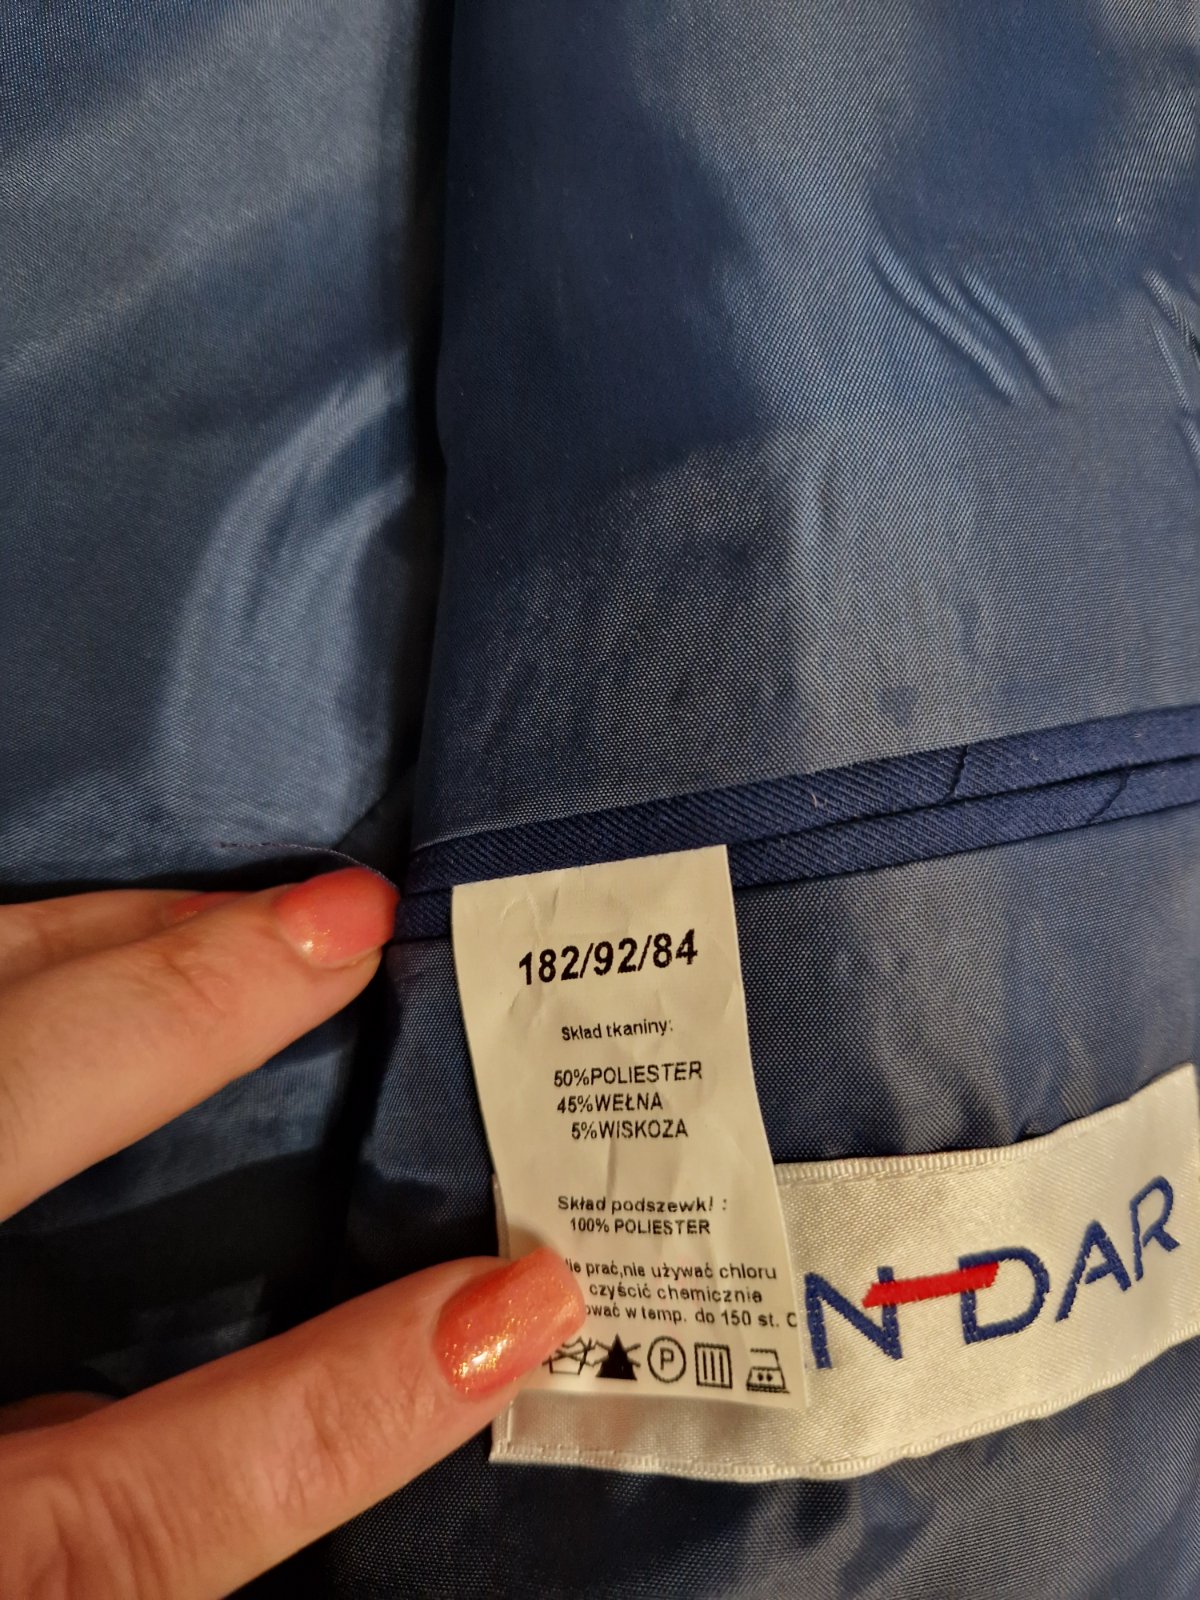 182/92/84
Skład tkaniny:
50%POLIESTER
45%WEŁNA
5%WISKOZA
Skład podszewki :
100% POLIESTER
prać,nie używać chloru
czyścić chemicznie
w temp. do 150 st. C
P
N-DAR